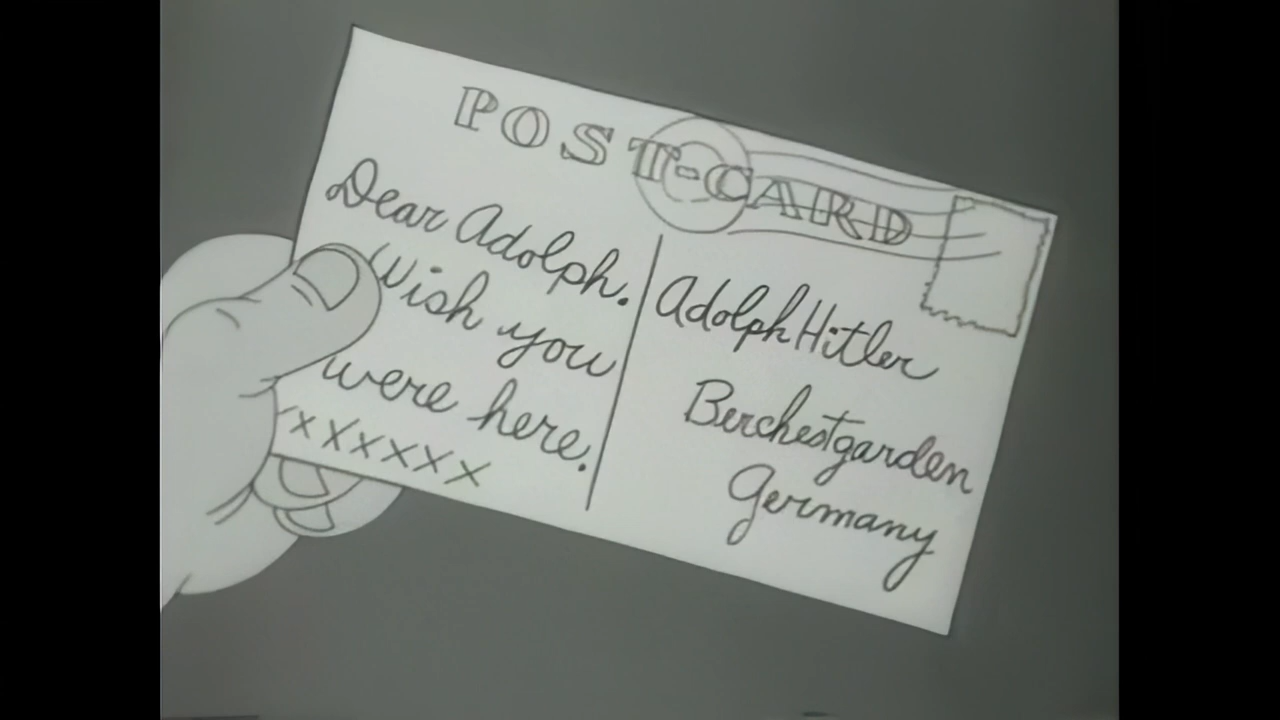 POST-CARD
Dear Adolph.
Wish you
were here.
XXXXXX
Adolph Hitler
Berchestgarden
Germany